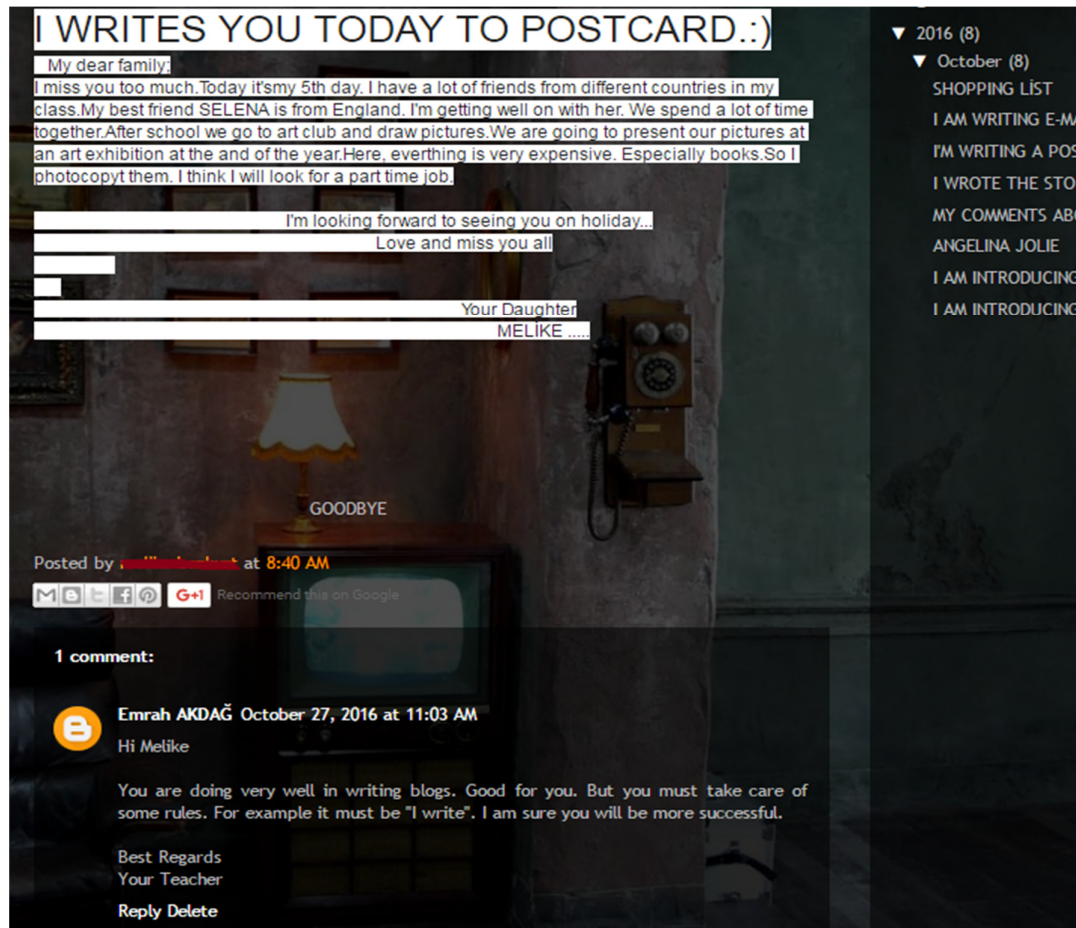 I WRITES YOU TODAY TO POSTCARD.:)
My dear family:
I miss you too much.Today it'smy 5th day. I have a lot of friends from different countries in my
class.My best friend SELENA is from England. I'm getting well on with her. We spend a lot of time
together.After school we go to art club and draw pictures.We are going to present our pictures at
an art exhibition at the and of the year.Here, everthing is very expensive. Especially books.So I
photocopyt them. I think I will look for a part time job.
I'm looking forward to seeing you on holiday...
Love and miss you all
Your Daughter
MELİKE .....
GOODBYE
Posted by at 8:40 AM
G+1 Recommend this on Google
1 comment:
Emrah AKDAĞ October 27, 2016 at 11:03 AM
Hi Melike
You are doing very well in writing blogs. Good for you. But you must take care of
some rules. For example it must be "I write". I am sure you will be more successful.
Best Regards
Your Teacher
Reply Delete
▼ 2016 (8)
▼ October (8)
SHOPPING LİST
I AM WRITING E-MA
I'M WRITING A POS
I WROTE THE STO
MY COMMENTS ABO
ANGELINA JOLIE
I AM INTRODUCING
I AM INTRODUCING